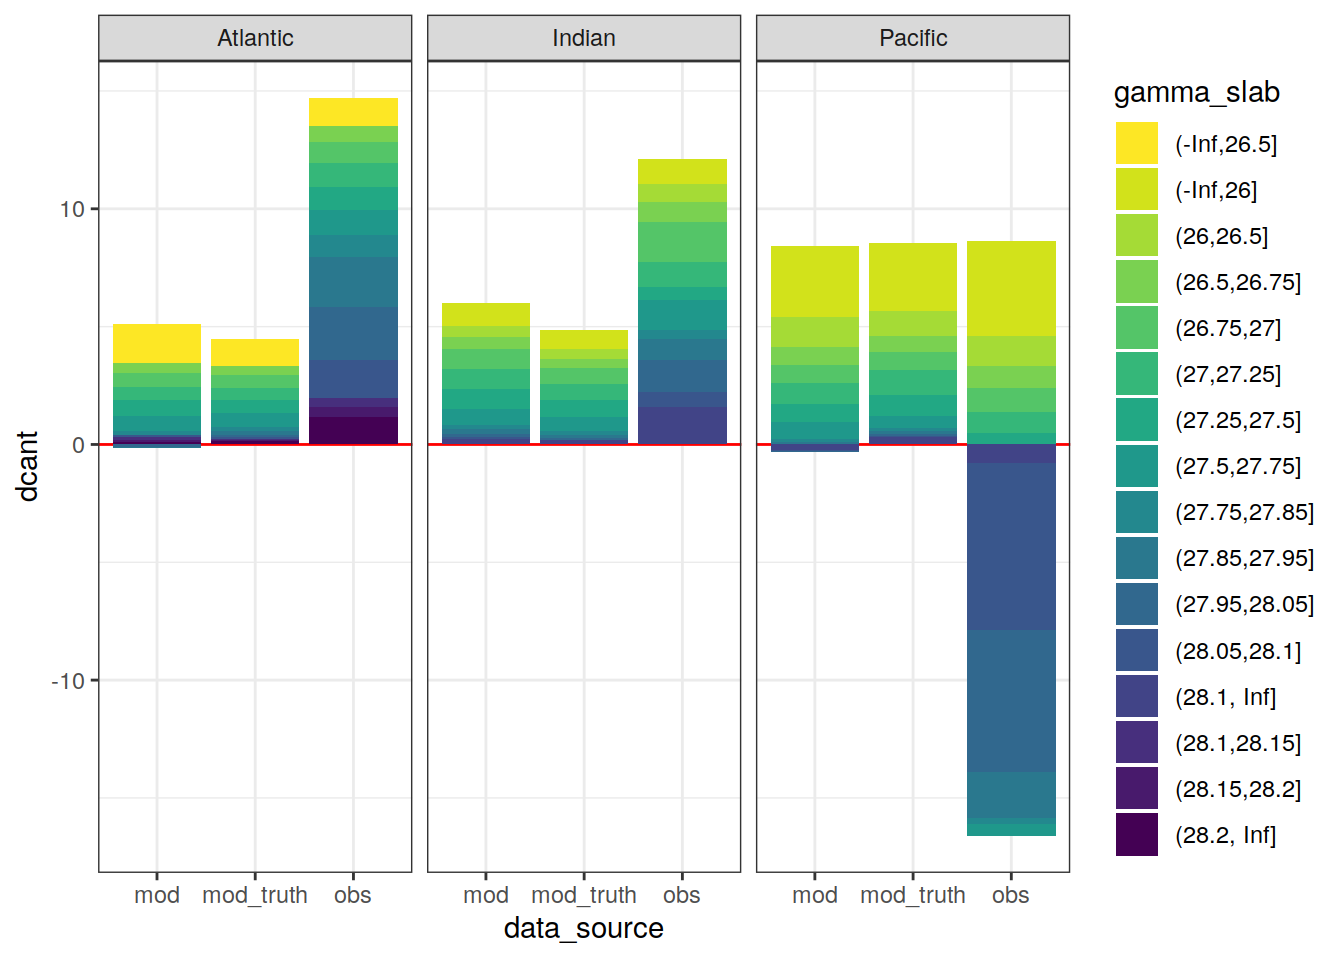 Atlantic
Indian
Pacific
10
0
-10
dcant
mod
mod_truth
obs
mod
mod_truth
obs
mod
mod_truth
obs
data_source
gamma_slab
(-Inf,26.5]
(-Inf,26]
(26,26.5]
(26.5,26.75]
(26.75,27]
(27,27.25]
(27.25,27.5]
(27.5,27.75]
(27.75,27.85]
(27.85,27.95]
(27.95,28.05]
(28.05,28.1]
(28.1, Inf]
(28.1,28.15]
(28.15,28.2]
(28.2, Inf]